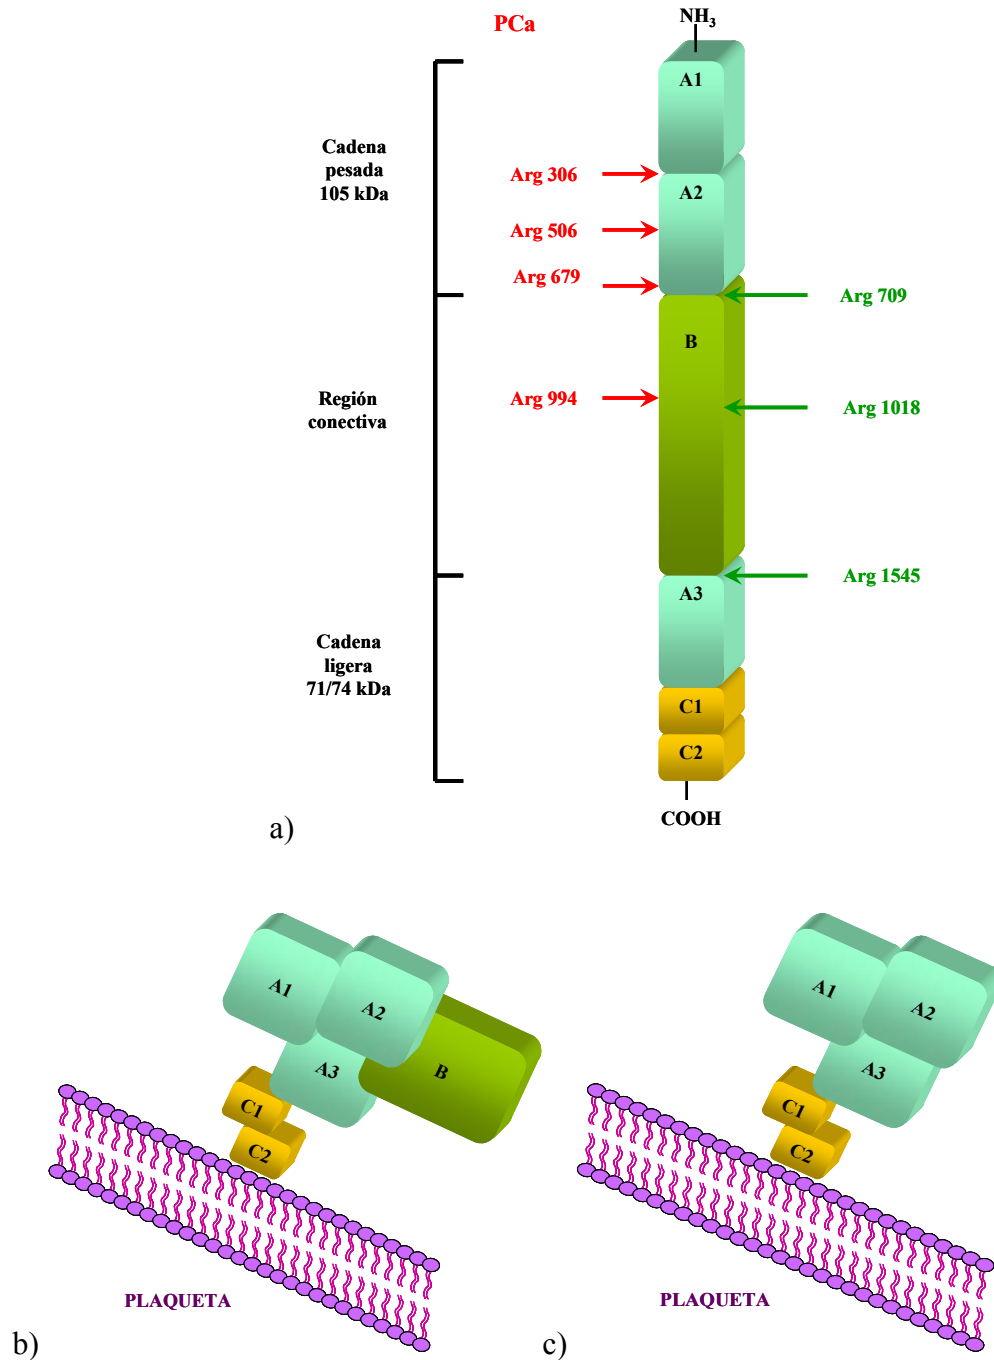 PCa
NH3
A1
Cadena
pesada
105 kDa
Arg 306
A2
Arg 506
Arg 679
Arg 709
B
Región
conectiva
Arg 994
Arg 1018
Arg 1545
A3
Cadena
ligera
71/74 kDa
C1
C2
COOH
a)
A1
A2
A3
B
C1
C2
PLAQUETA
b)
A1
A2
A3
C1
C2
PLAQUETA
c)